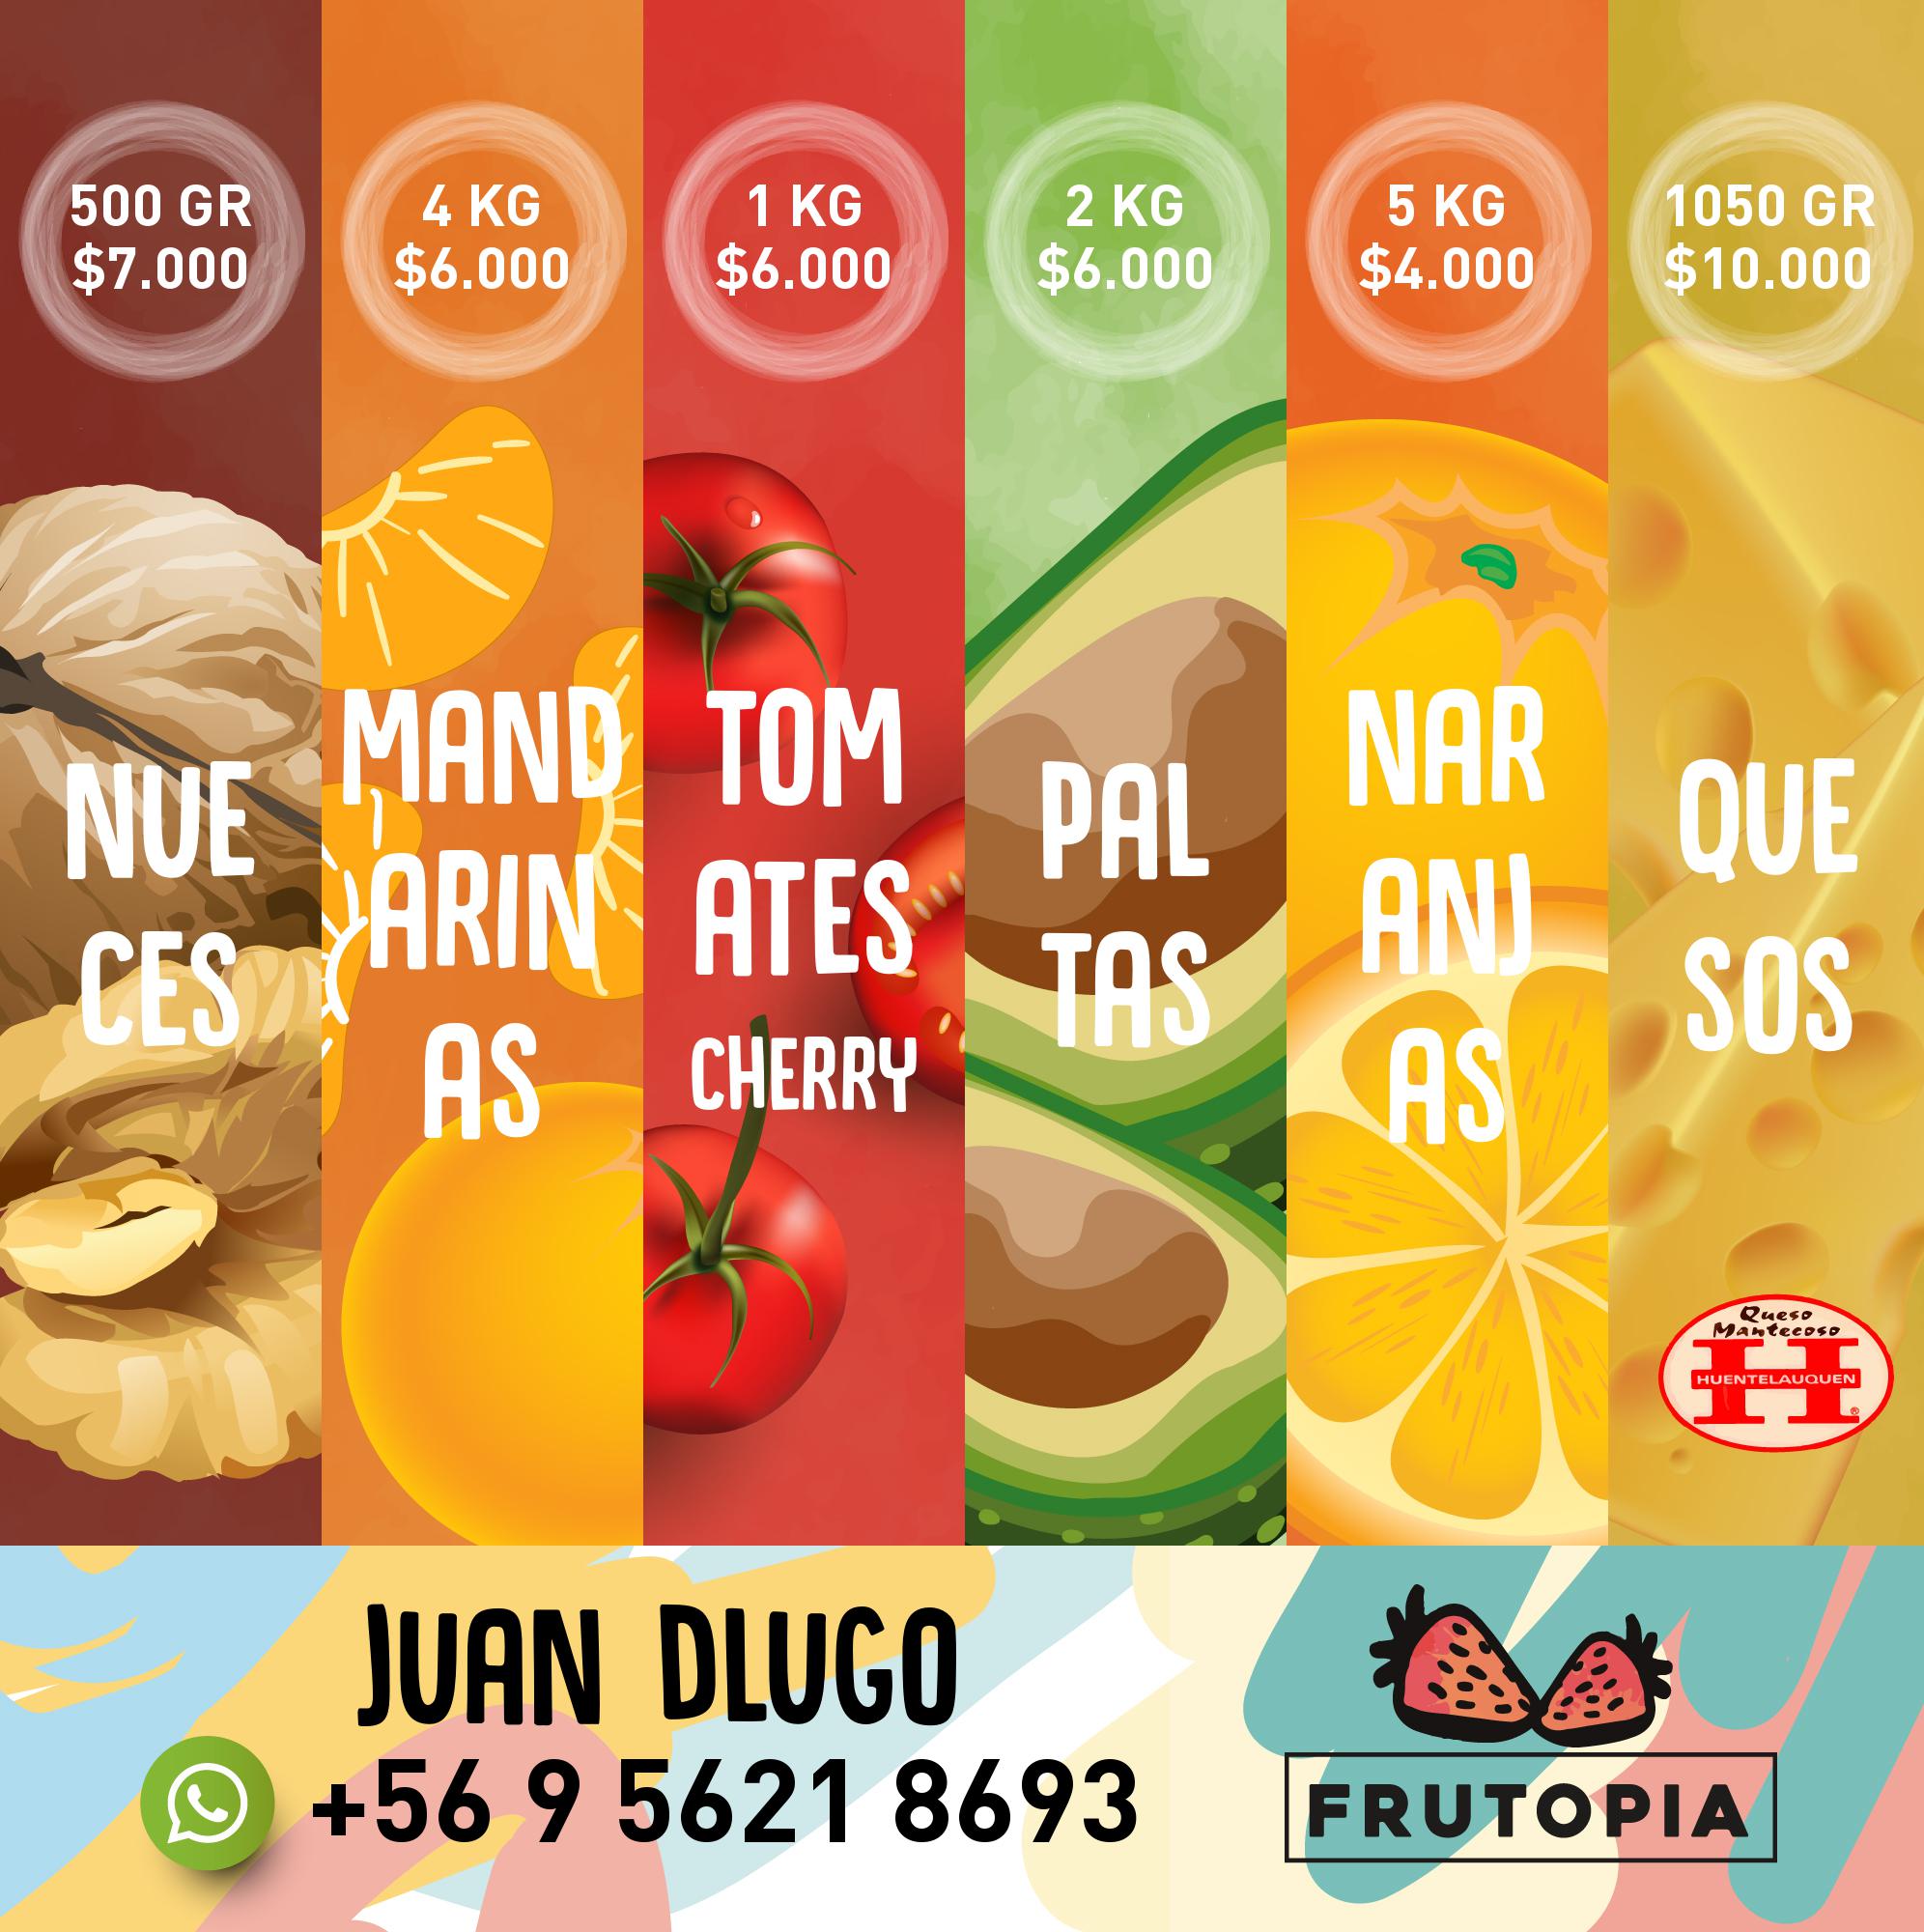 500 GR
$7.000
NUE
CES
4 KG
$6.000
MAND
ARIN
AS
1 KG
$6.000
TOM
ATES
CHERRY
2 KG
$6.000
PAL
TAS
5 KG
$4.000
NAR
ANJ
AS
1050 GR
$10.000
QUE
SOS
Queso
Mantecoso
H
HUENTELAUQUEN
®
JUAN DLUGO
+56 9 5621 8693
FRUTOPIA